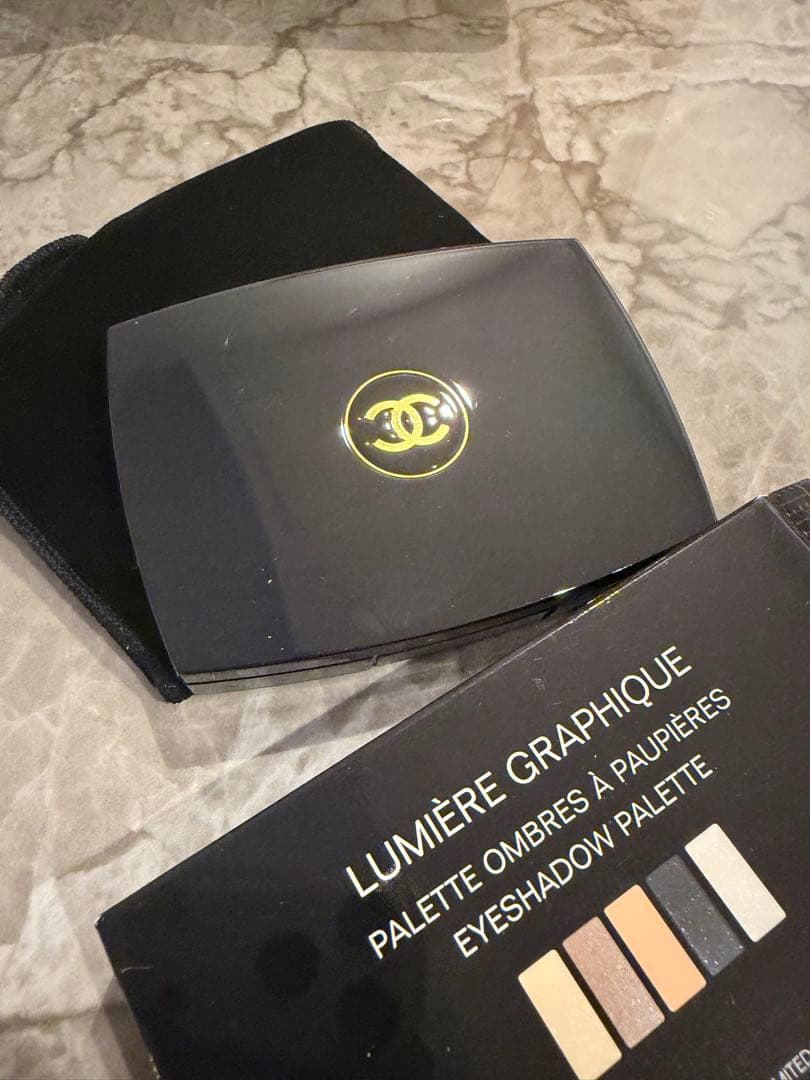 LUMIÈRE GRAPHIQUE
PALETTE OMBRES À PAUPIÈRES
EYESHADOW PALETTE